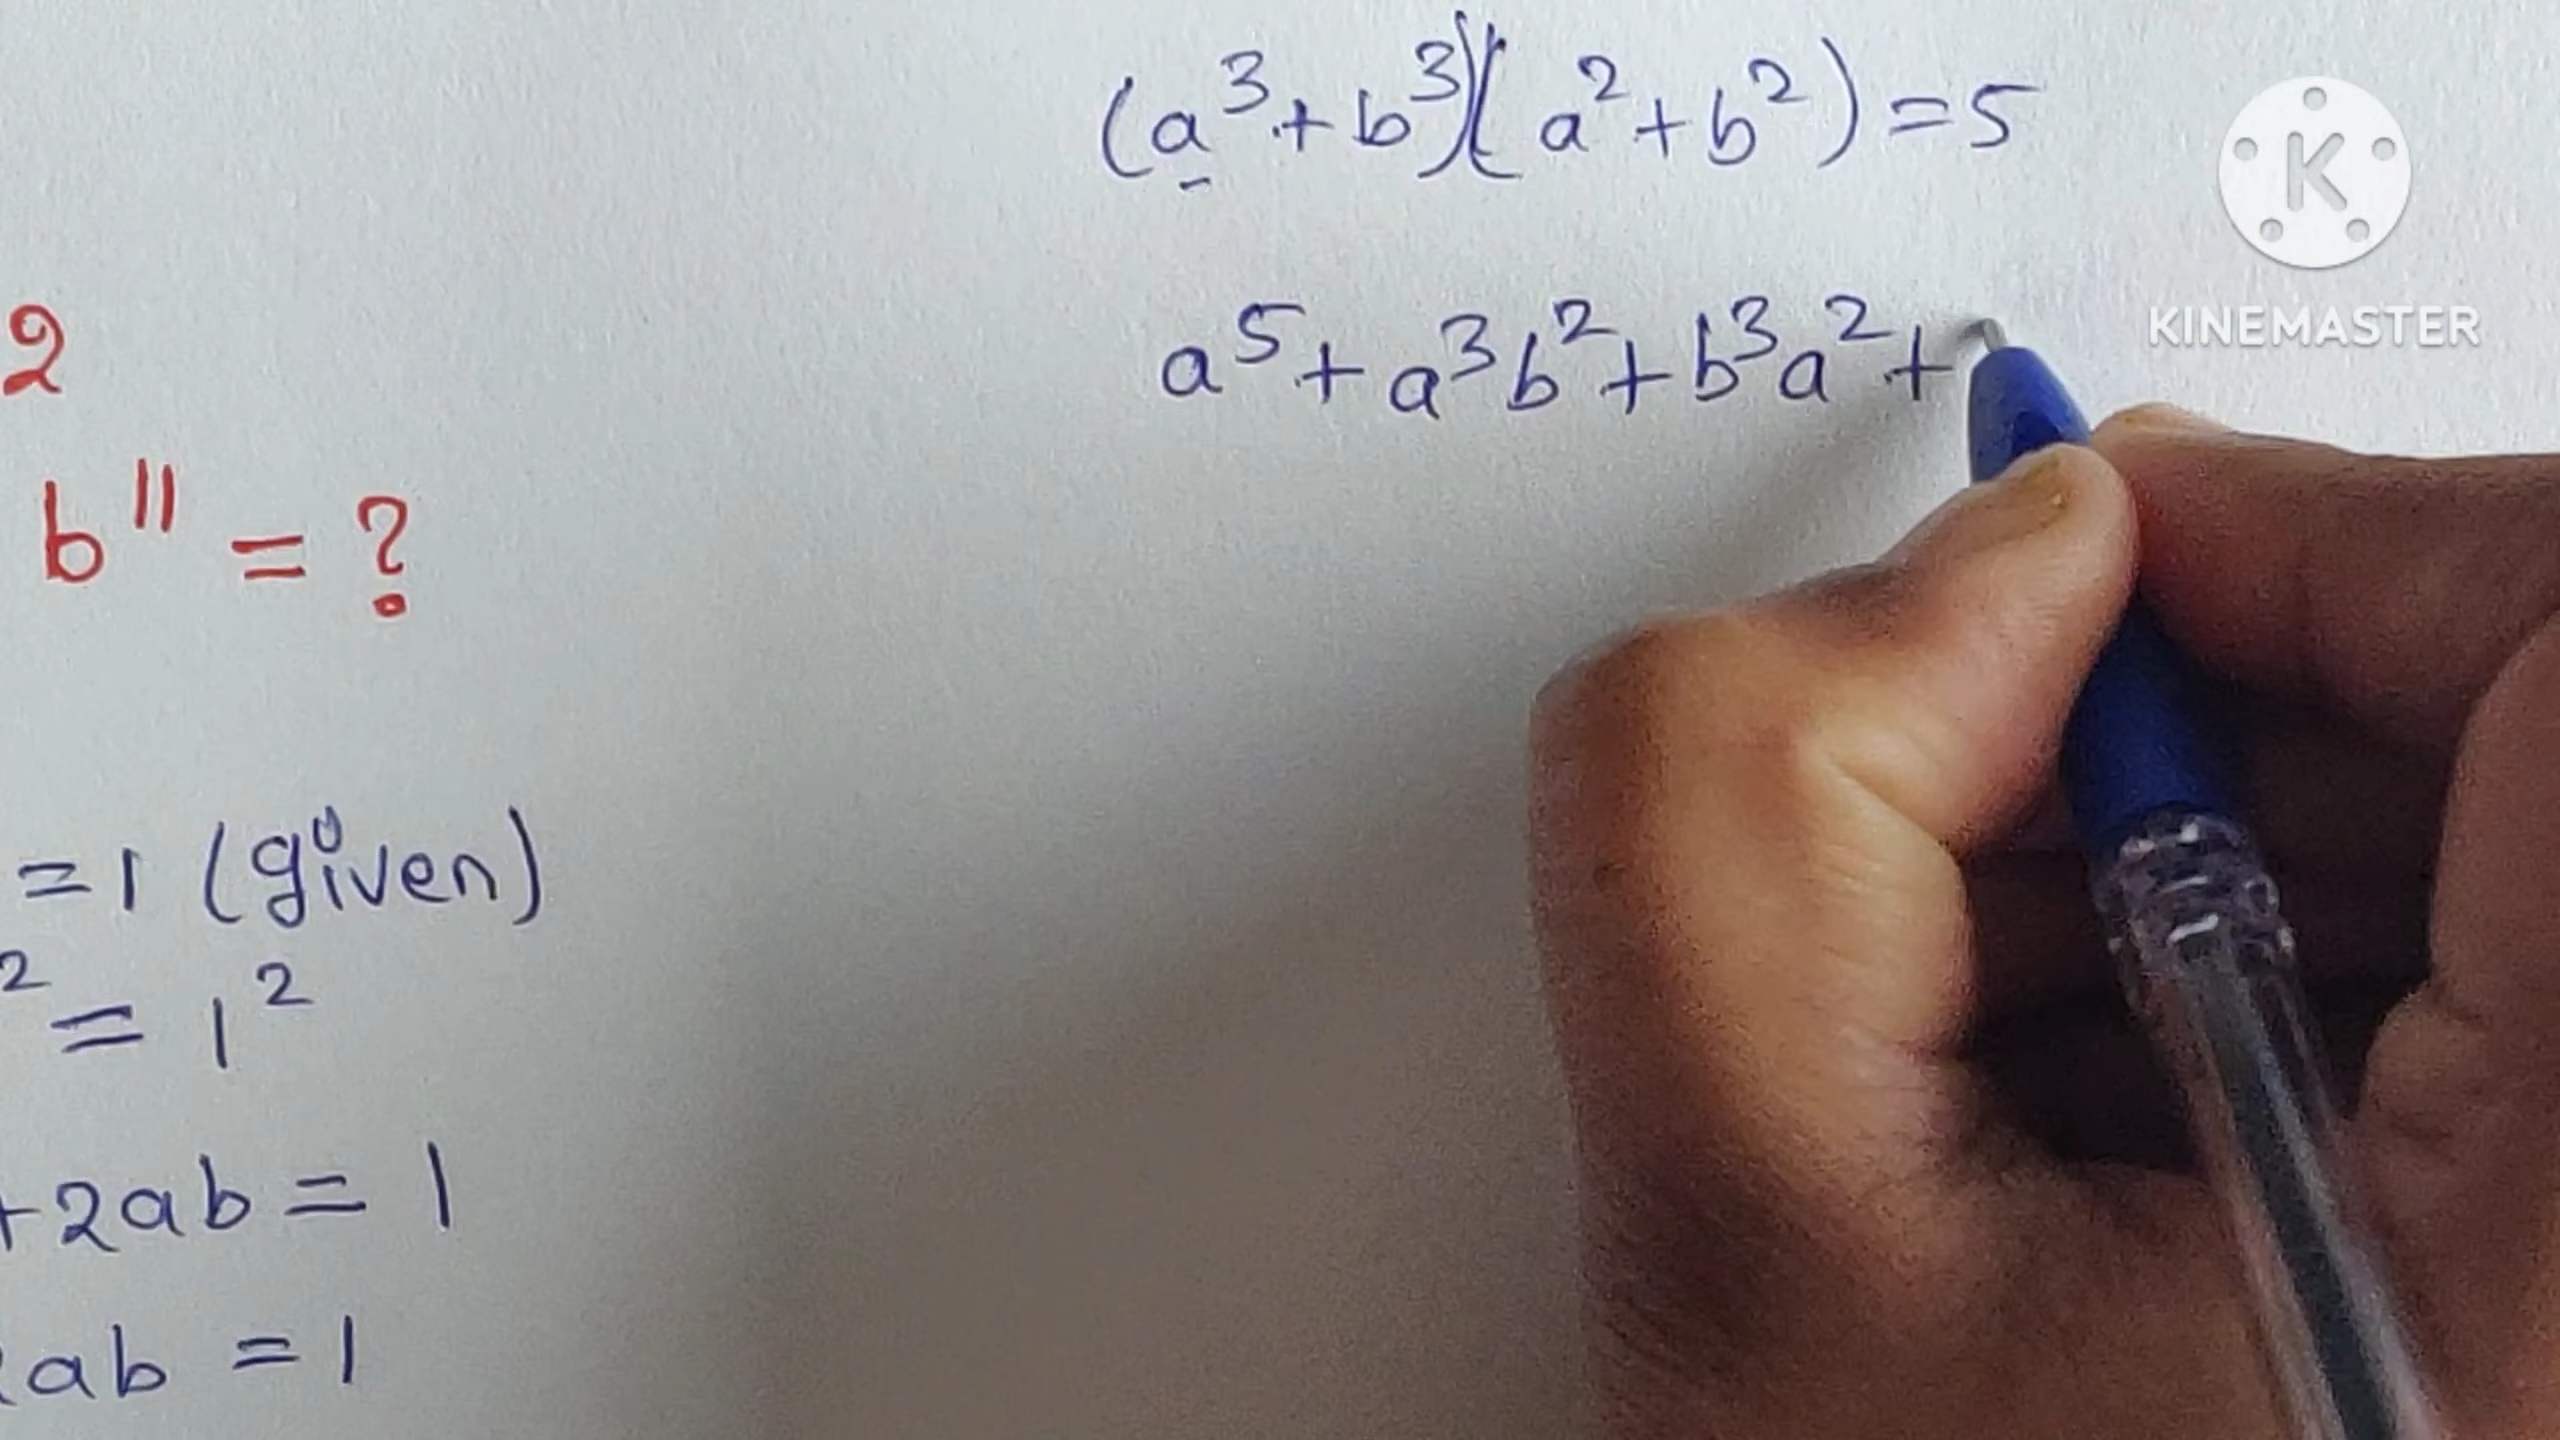 (a³+b³)(a²+b²)=5
a⁵+a³b²+b³a²+
2
b¹¹ = ?
=1 (given)
² = 1²
+2ab = 1
ab = 1
K
KINEMASTER